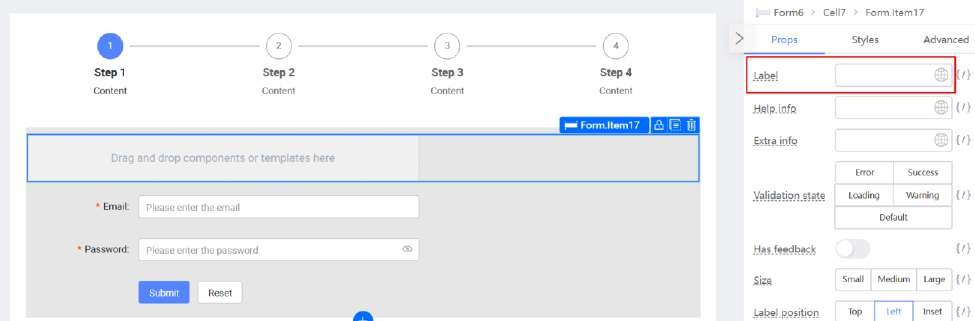 Form6 > Cell7 > Form.Item17
Props Styles Advanced
1 2 3 4
Step 1 Step 2 Step 3 Step 4
Content Content Content Content
Label {/}
Help info {/}
Form.Item17
Extra info {/}
Drag and drop components or templates here
Error Success
Validation state Loading Warning {/}
Default
* Email: Please enter the email
* Password: Please enter the password
Has feedback {/}
Size Small Medium Large {/}
Submit Reset
Label position Top Left Inset {/}